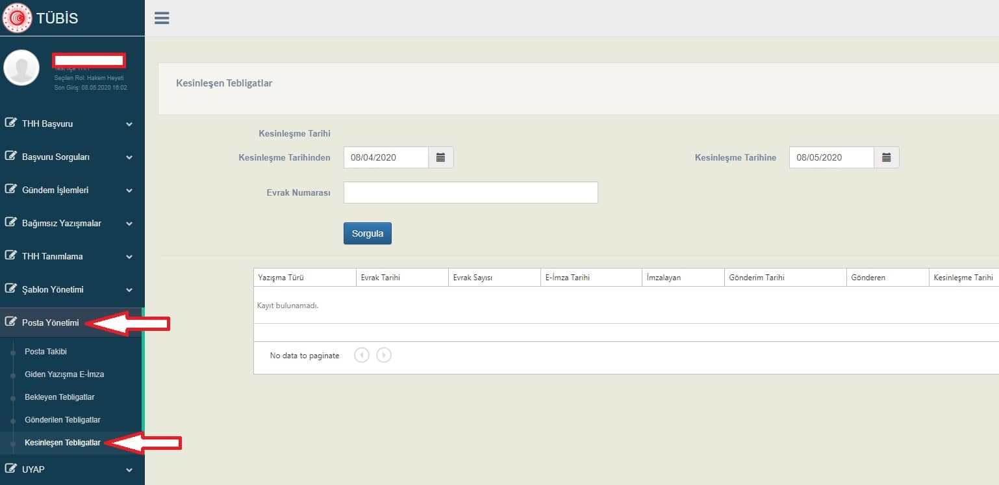 TÜBİS
Seçilen Rol: Hakem Heyeti
Son Giriş: 08.05.2020 16:02
THH Başvuru
Başvuru Sorguları
Gündem İşlemleri
Bağımsız Yazışmalar
THH Tanımlama
Şablon Yönetimi
Posta Yönetimi
Posta Takibi
Giden Yazışma E-İmza
Bekleyen Tebligatlar
Gönderilen Tebligatlar
Kesinleşen Tebligatlar
UYAP
Kesinleşen Tebligatlar
Kesinleşme Tarihi
Kesinleşme Tarihinden 08/04/2020 Kesinleşme Tarihine 08/05/2020
Evrak Numarası
Sorgula
Yazışma Türü Evrak Tarihi Evrak Sayısı E-İmza Tarihi İmzalayan Gönderim Tarihi Gönderen Kesinleşme Tarihi
Kayıt bulunamadı.
No data to paginate